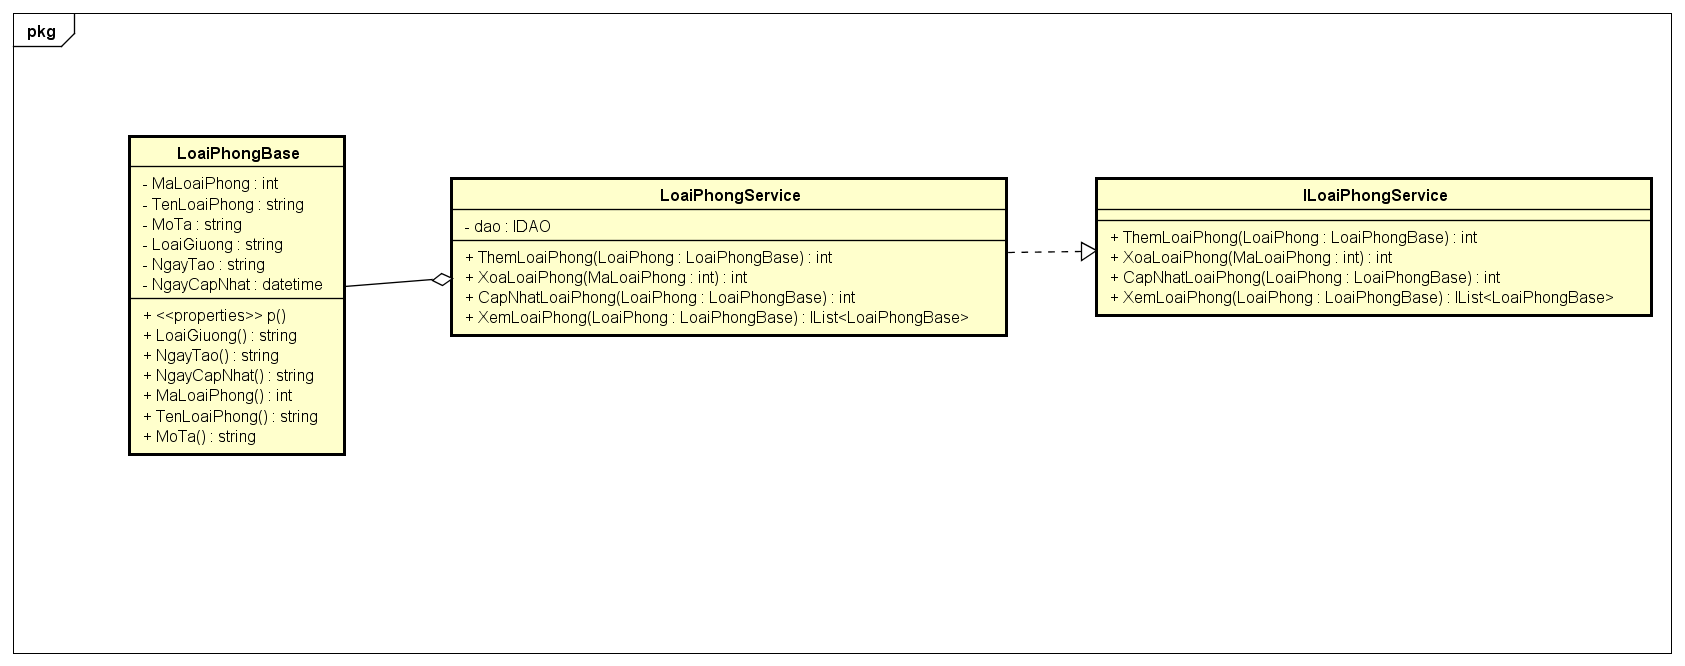 pkg
LoaiPhongBase
- MaLoaiPhong : int
- TenLoaiPhong : string
- MoTa : string
- LoaiGiuong : string
- NgayTao : string
- NgayCapNhat : datetime
+ <<properties>> p()
+ LoaiGiuong() : string
+ NgayTao() : string
+ NgayCapNhat() : string
+ MaLoaiPhong() : int
+ TenLoaiPhong() : string
+ MoTa() : string
LoaiPhongService
- dao : IDAO
+ ThemLoaiPhong(LoaiPhong : LoaiPhongBase) : int
+ XoaLoaiPhong(MaLoaiPhong : int) : int
+ CapNhatLoaiPhong(LoaiPhong : LoaiPhongBase) : int
+ XemLoaiPhong(LoaiPhong : LoaiPhongBase) : IList<LoaiPhongBase>
ILoaiPhongService
+ ThemLoaiPhong(LoaiPhong : LoaiPhongBase) : int
+ XoaLoaiPhong(MaLoaiPhong : int) : int
+ CapNhatLoaiPhong(LoaiPhong : LoaiPhongBase) : int
+ XemLoaiPhong(LoaiPhong : LoaiPhongBase) : IList<LoaiPhongBase>